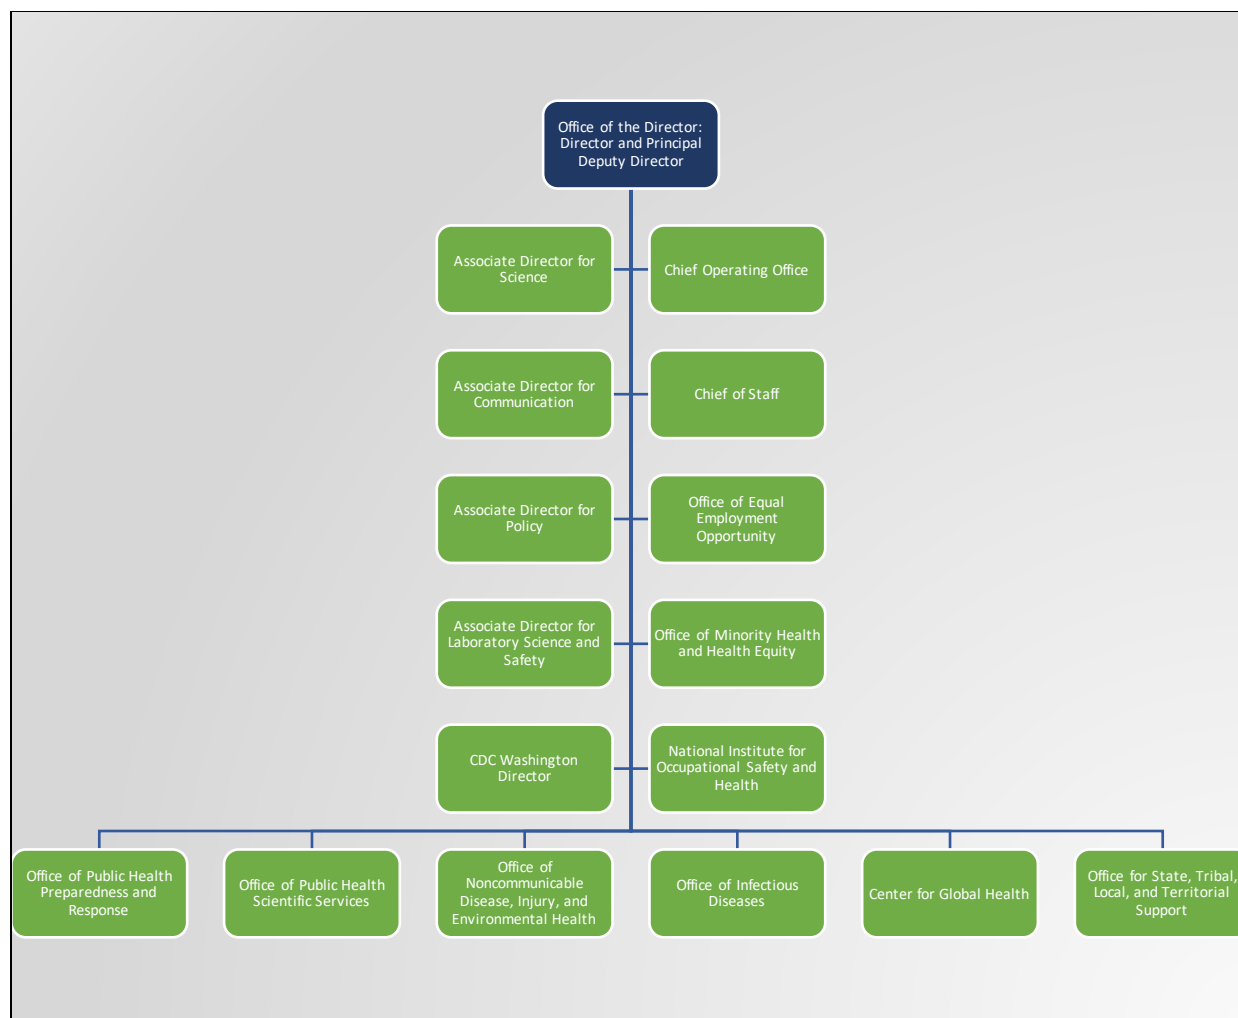 Office of the Director:
Director and Principal
Deputy Director
Associate Director for
Science
Chief Operating Office
Associate Director for
Communication
Chief of Staff
Associate Director for
Policy
Office of Equal
Employment
Opportunity
Associate Director for
Laboratory Science and
Safety
Office of Minority Health
and Health Equity
CDC Washington
Director
National Institute for
Occupational Safety and
Health
Office of Public Health
Preparedness and
Response
Office of Public Health
Scientific Services
Office of
Noncommunicable
Disease, Injury, and
Environmental Health
Office of Infectious
Diseases
Center for Global Health
Office for State, Tribal,
Local, and Territorial
Support